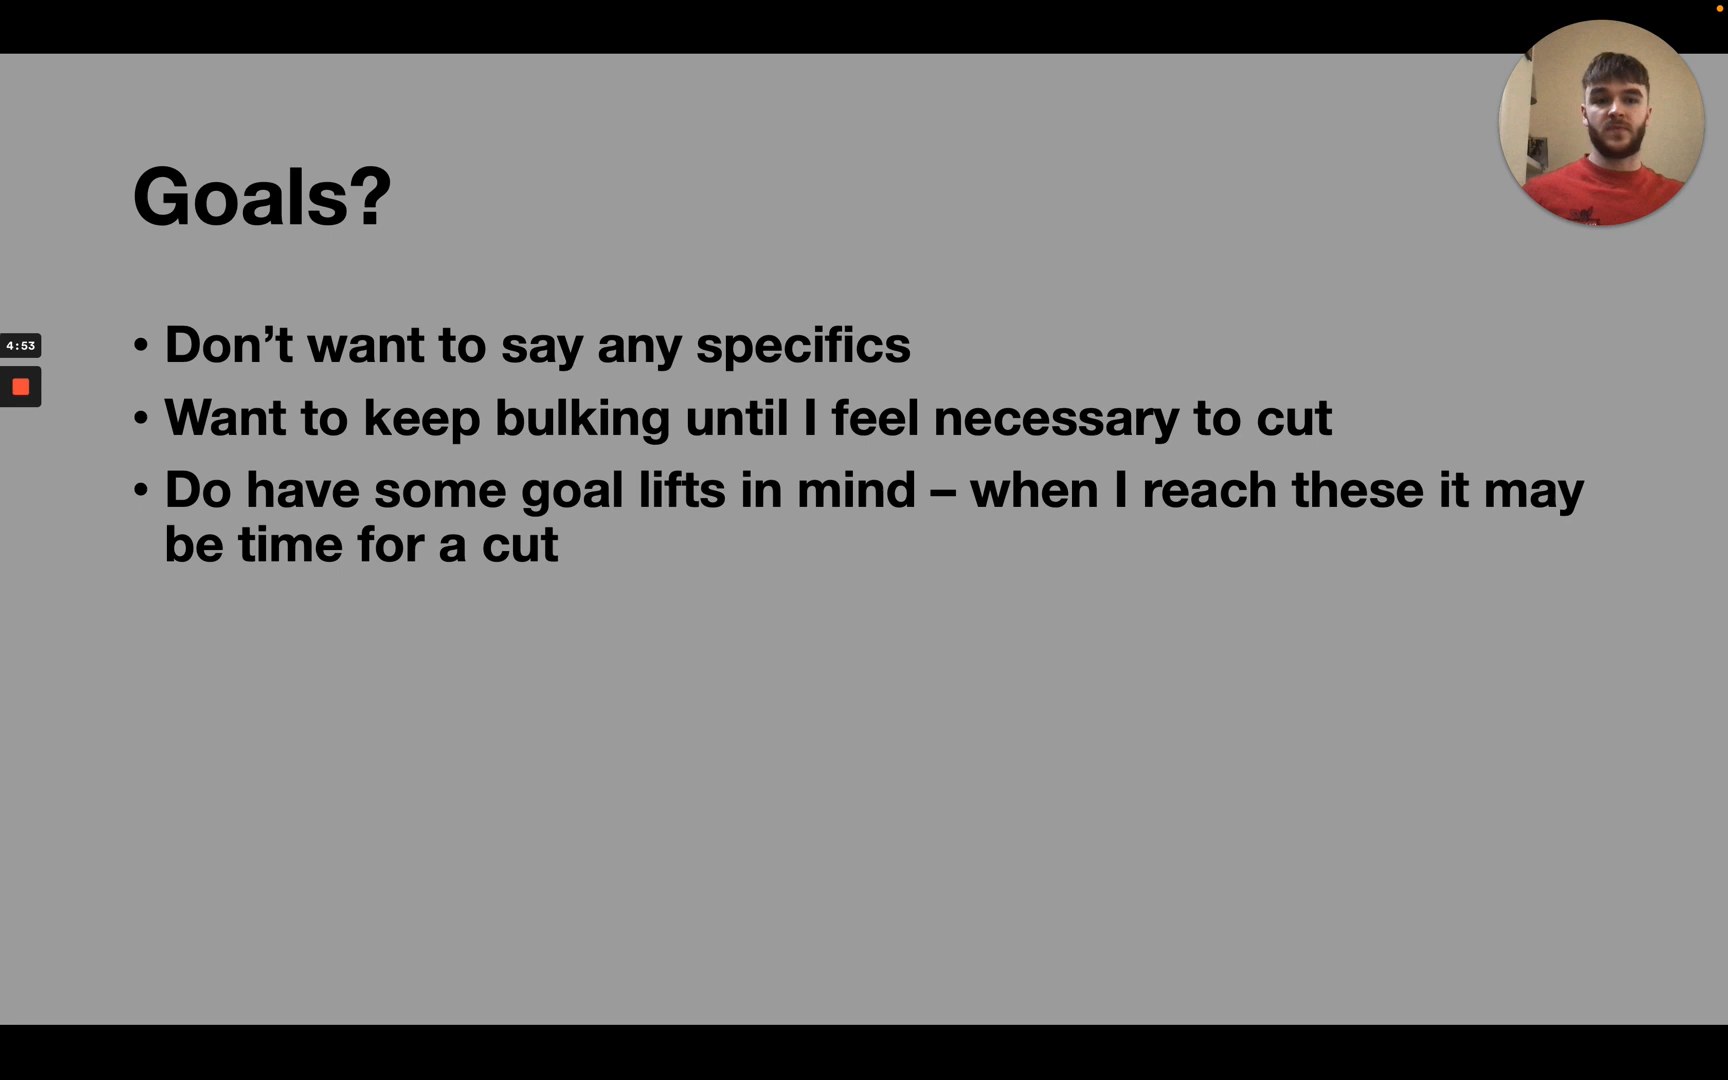 Goals?
4:53
• Don’t want to say any specifics
• Want to keep bulking until I feel necessary to cut
• Do have some goal lifts in mind – when I reach these it may
be time for a cut